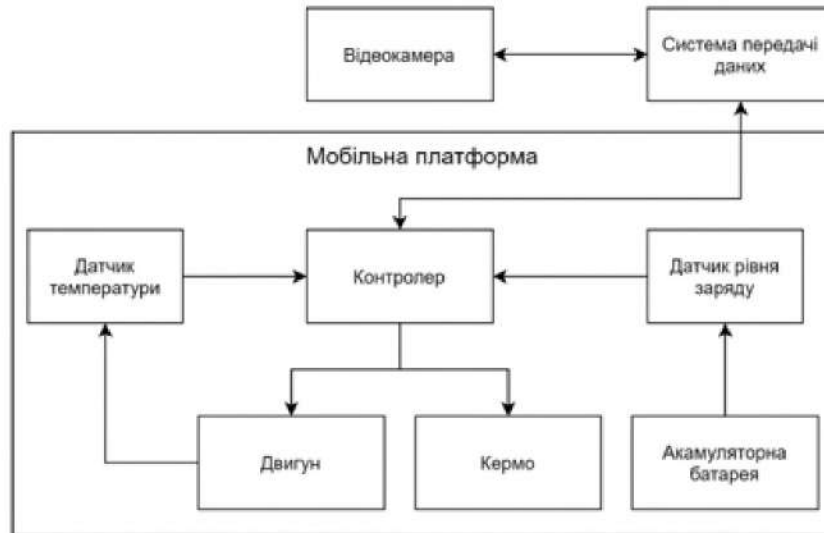 Відеокамера
Система передачі
даних
Мобільна платформа
Датчик
температури
Контролер
Датчик рівня
заряду
Двигун
Кермо
Акамуляторна
батарея